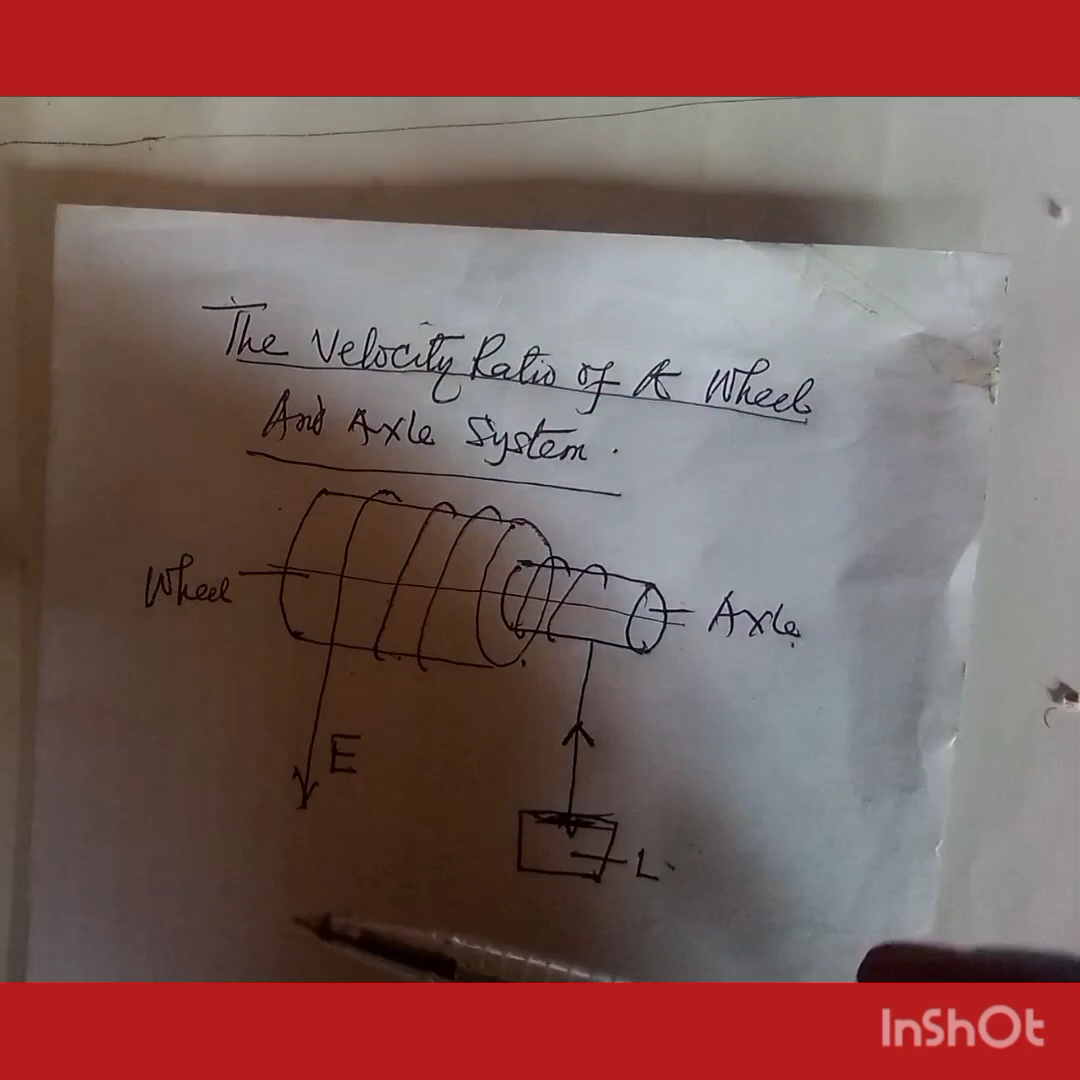 The Velocity Ratio of A Wheel
And Axle System.
Wheel
Axle
E
L
InShOt